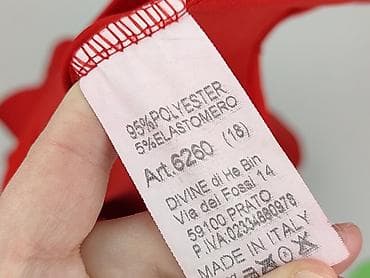 95%POLYESTER
5%ELASTOMERO
Art.6260 (18)
DIVINE di He Bin
Via dei Fossi 14
59100 PRATO
P.IVA.02334880978
MADE IN ITALY